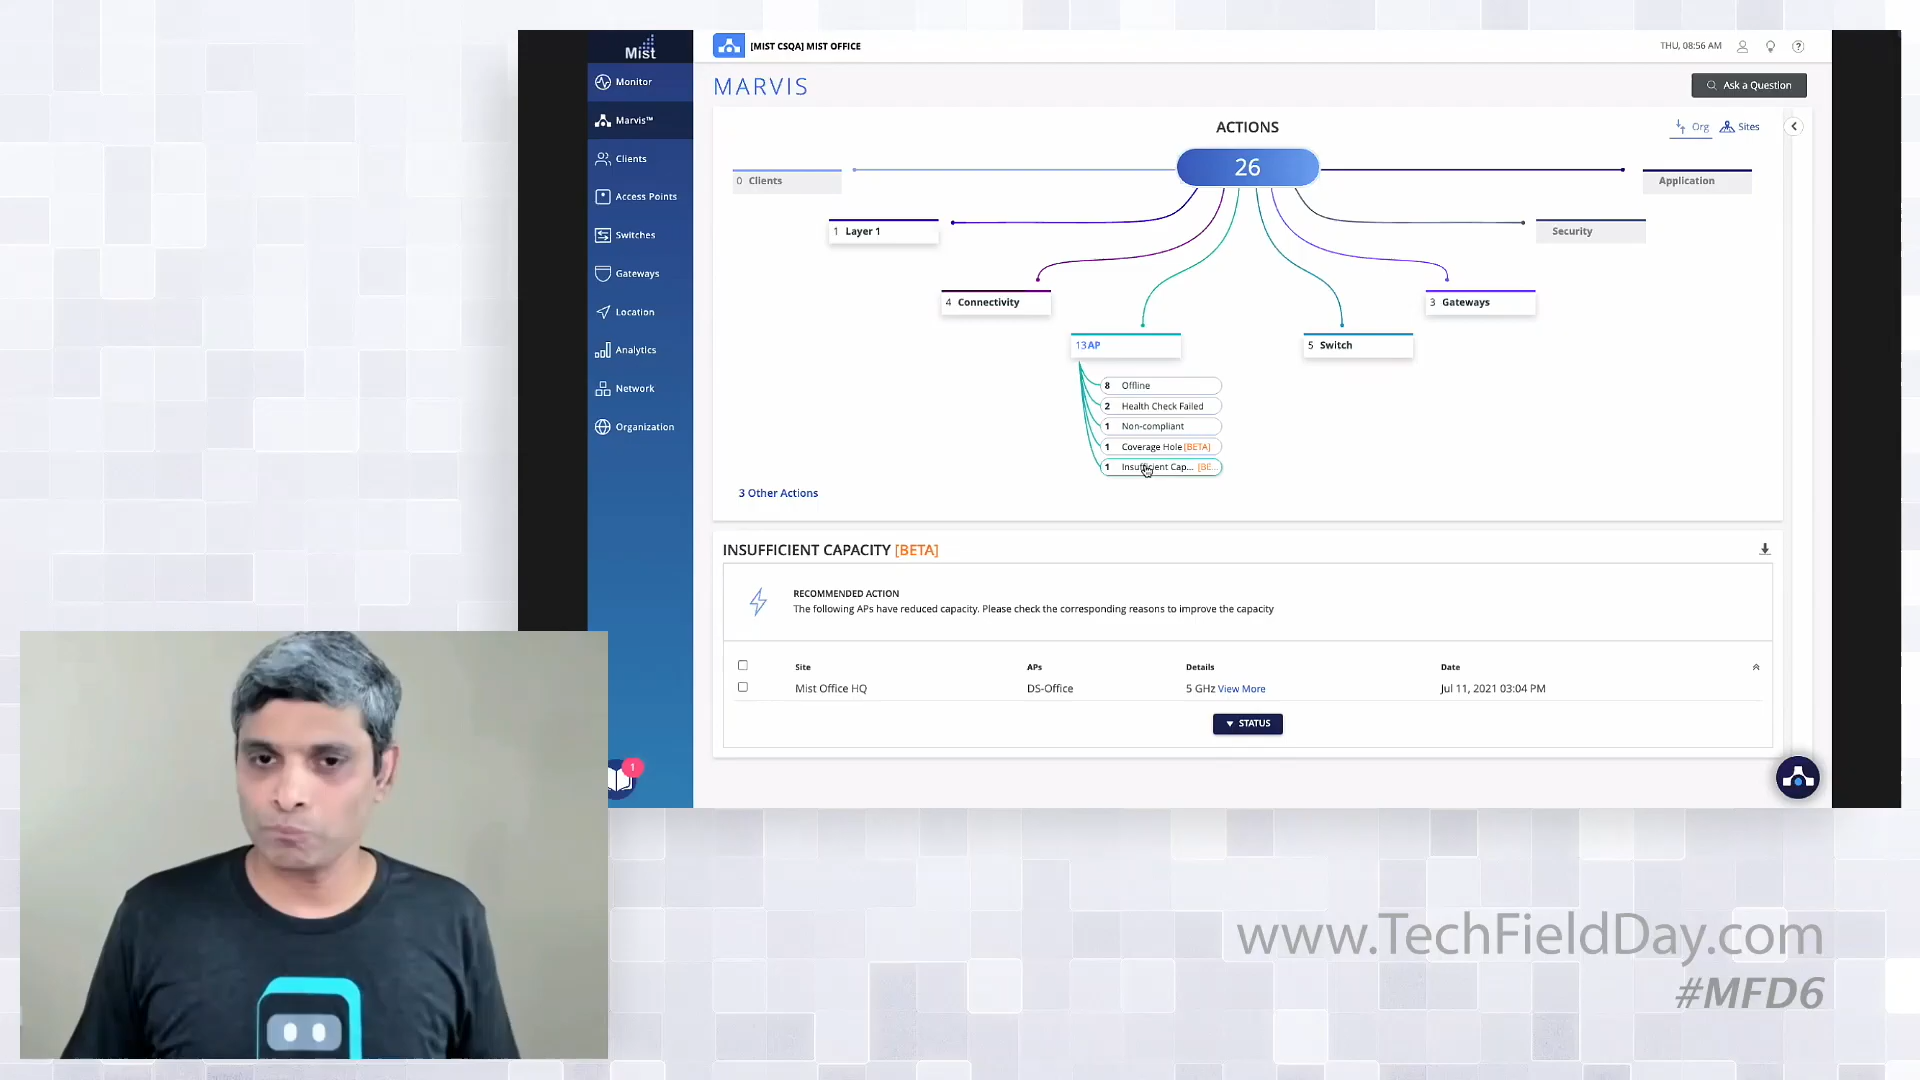 Mist
[MIST CSQA] MIST OFFICE
THU, 08:56 AM
Monitor
MARVIS
Ask a Question
Marvis™
ACTIONS
Org
Sites
Clients
26
0 Clients
Application
Access Points
1 Layer 1
Security
Switches
Gateways
4 Connectivity
3 Gateways
Location
13 AP
5 Switch
Analytics
8 Offline
Network
2 Health Check Failed
1 Non-compliant
Organization
1 Coverage Hole [BETA]
1 Insufficient Cap... [BE...
3 Other Actions
INSUFFICIENT CAPACITY [BETA]
RECOMMENDED ACTION
The following APs have reduced capacity. Please check the corresponding reasons to improve the capacity
Site APs Details Date
Mist Office HQ DS-Office 5 GHz View More Jul 11, 2021 03:04 PM
STATUS
1
www.TechFieldDay.com
#MFD6